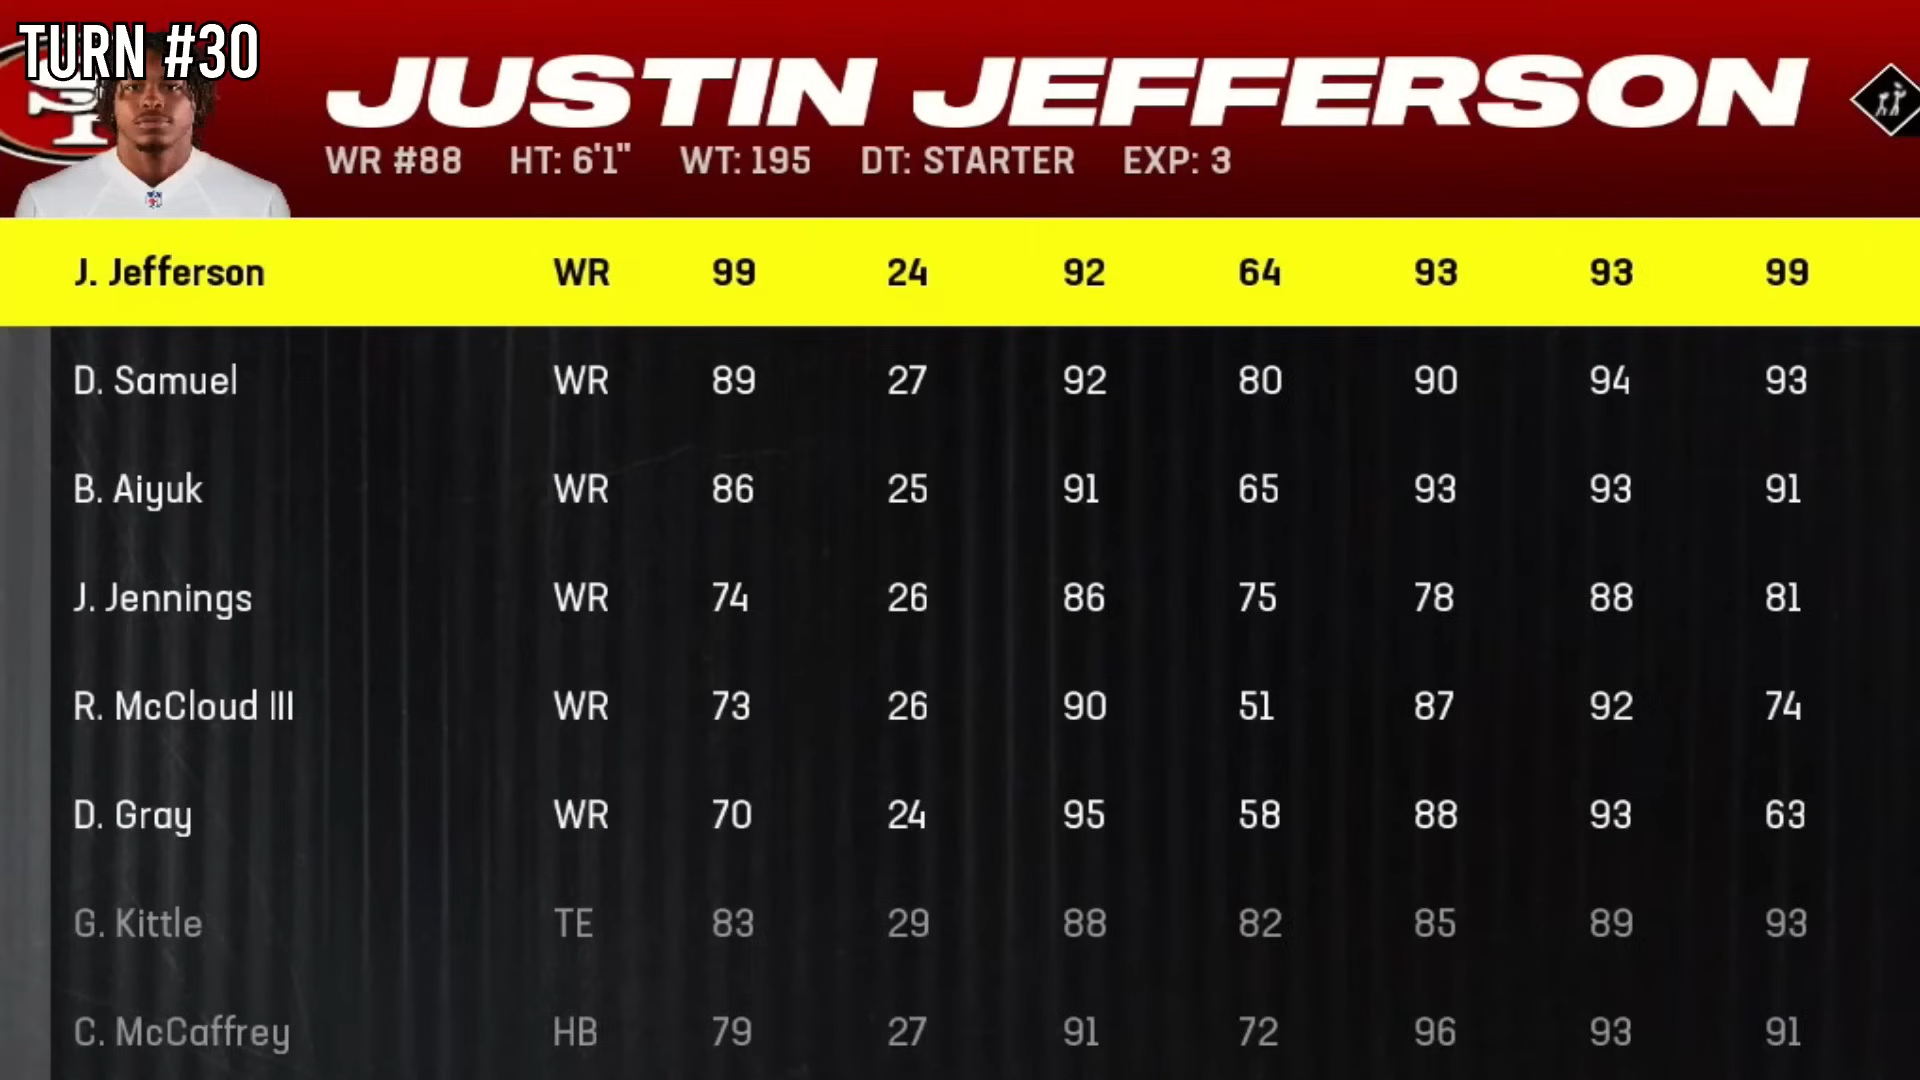 TURN #30
JUSTIN JEFFERSON
WR #88 HT: 6'1" WT: 195 DT: STARTER EXP: 3
J. Jefferson WR 99 24 92 64 93 93 99
D. Samuel WR 89 27 92 80 90 94 93
B. Aiyuk WR 86 25 91 65 93 93 91
J. Jennings WR 74 26 86 75 78 88 81
R. McCloud III WR 73 26 90 51 87 92 74
D. Gray WR 70 24 95 58 88 93 63
G. Kittle TE 83 29 88 82 85 89 93
C. McCaffrey HB 79 27 91 72 96 93 91